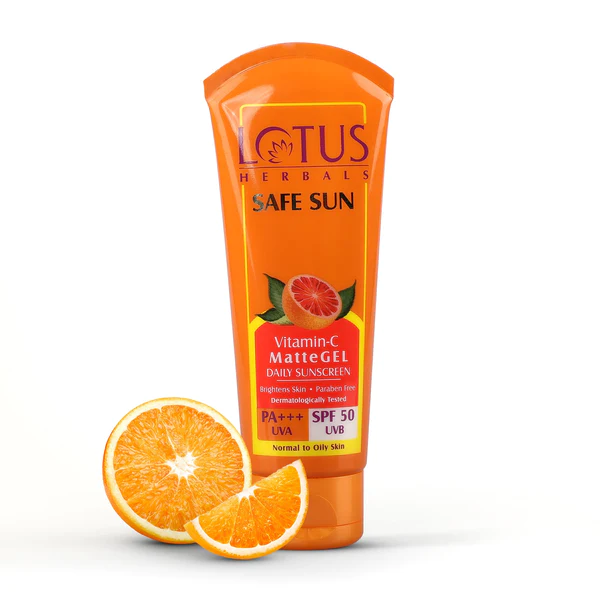 LOTUS
HERBALS
SAFE SUN
Vitamin-C
MatteGEL
DAILY SUNSCREEN
Brightens Skin • Paraben Free
Dermatologically Tested
PA+++ SPF 50
UVA UVB
Normal to Oily Skin